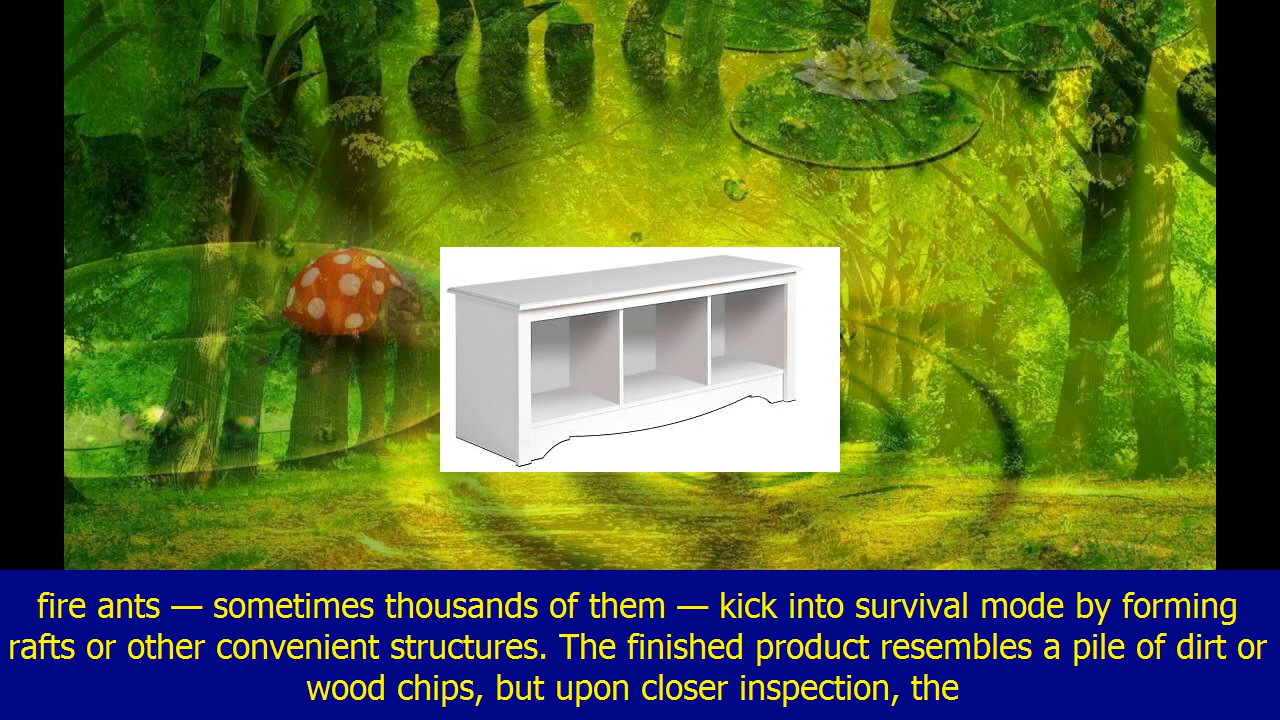 fire ants — sometimes thousands of them — kick into survival mode by forming
rafts or other convenient structures. The finished product resembles a pile of dirt or
wood chips, but upon closer inspection, the